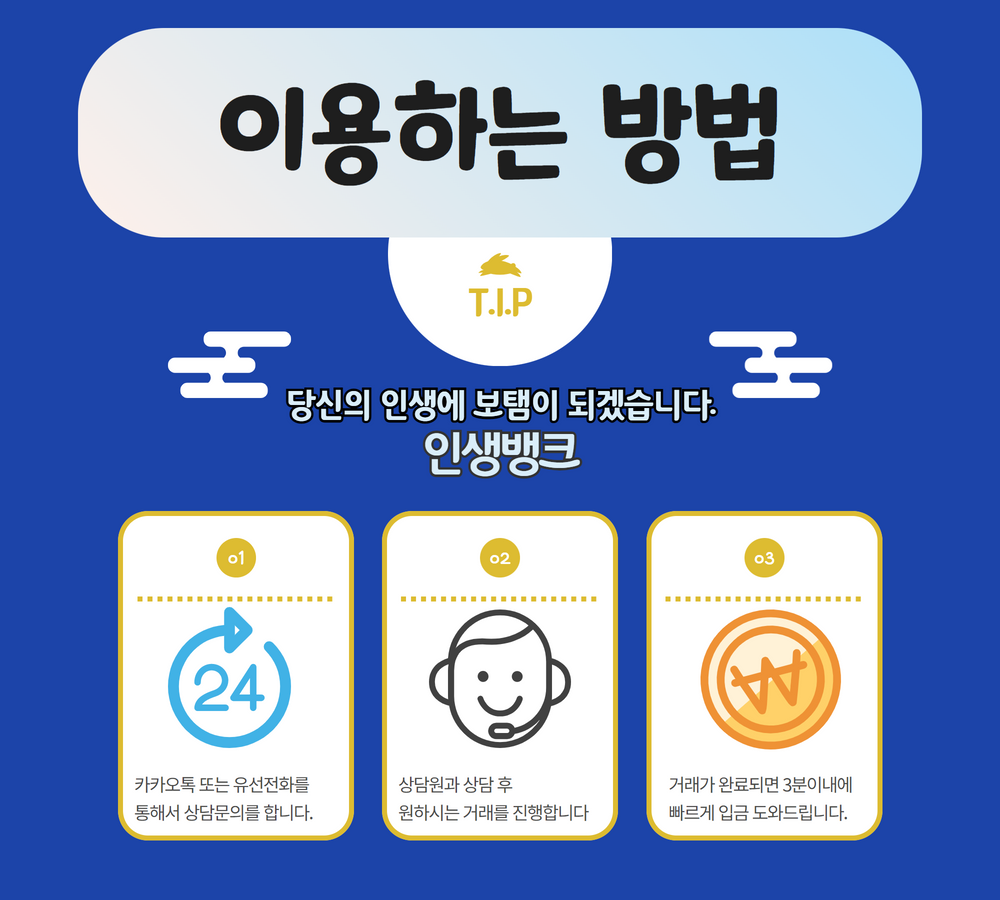 이용하는 방법
T.I.P
당신의 인생에 보탬이 되겠습니다.
인생뱅크
01
02
03
24
₩
카카오톡 또는 유선전화를
통해서 상담문의를 합니다.
상담원과 상담 후
원하시는 거래를 진행합니다
거래가 완료되면 3분이내에
빠르게 입금 도와드립니다.